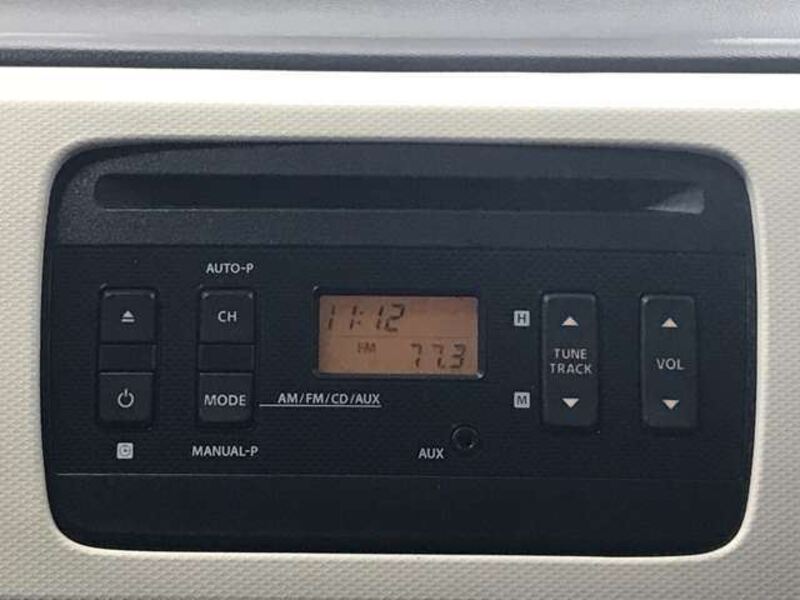 AUTO-P
CH
11:12
FM 77.3
H
TUNE
TRACK
VOL
MODE
AM/FM/CD/AUX
M
C
MANUAL-P
AUX